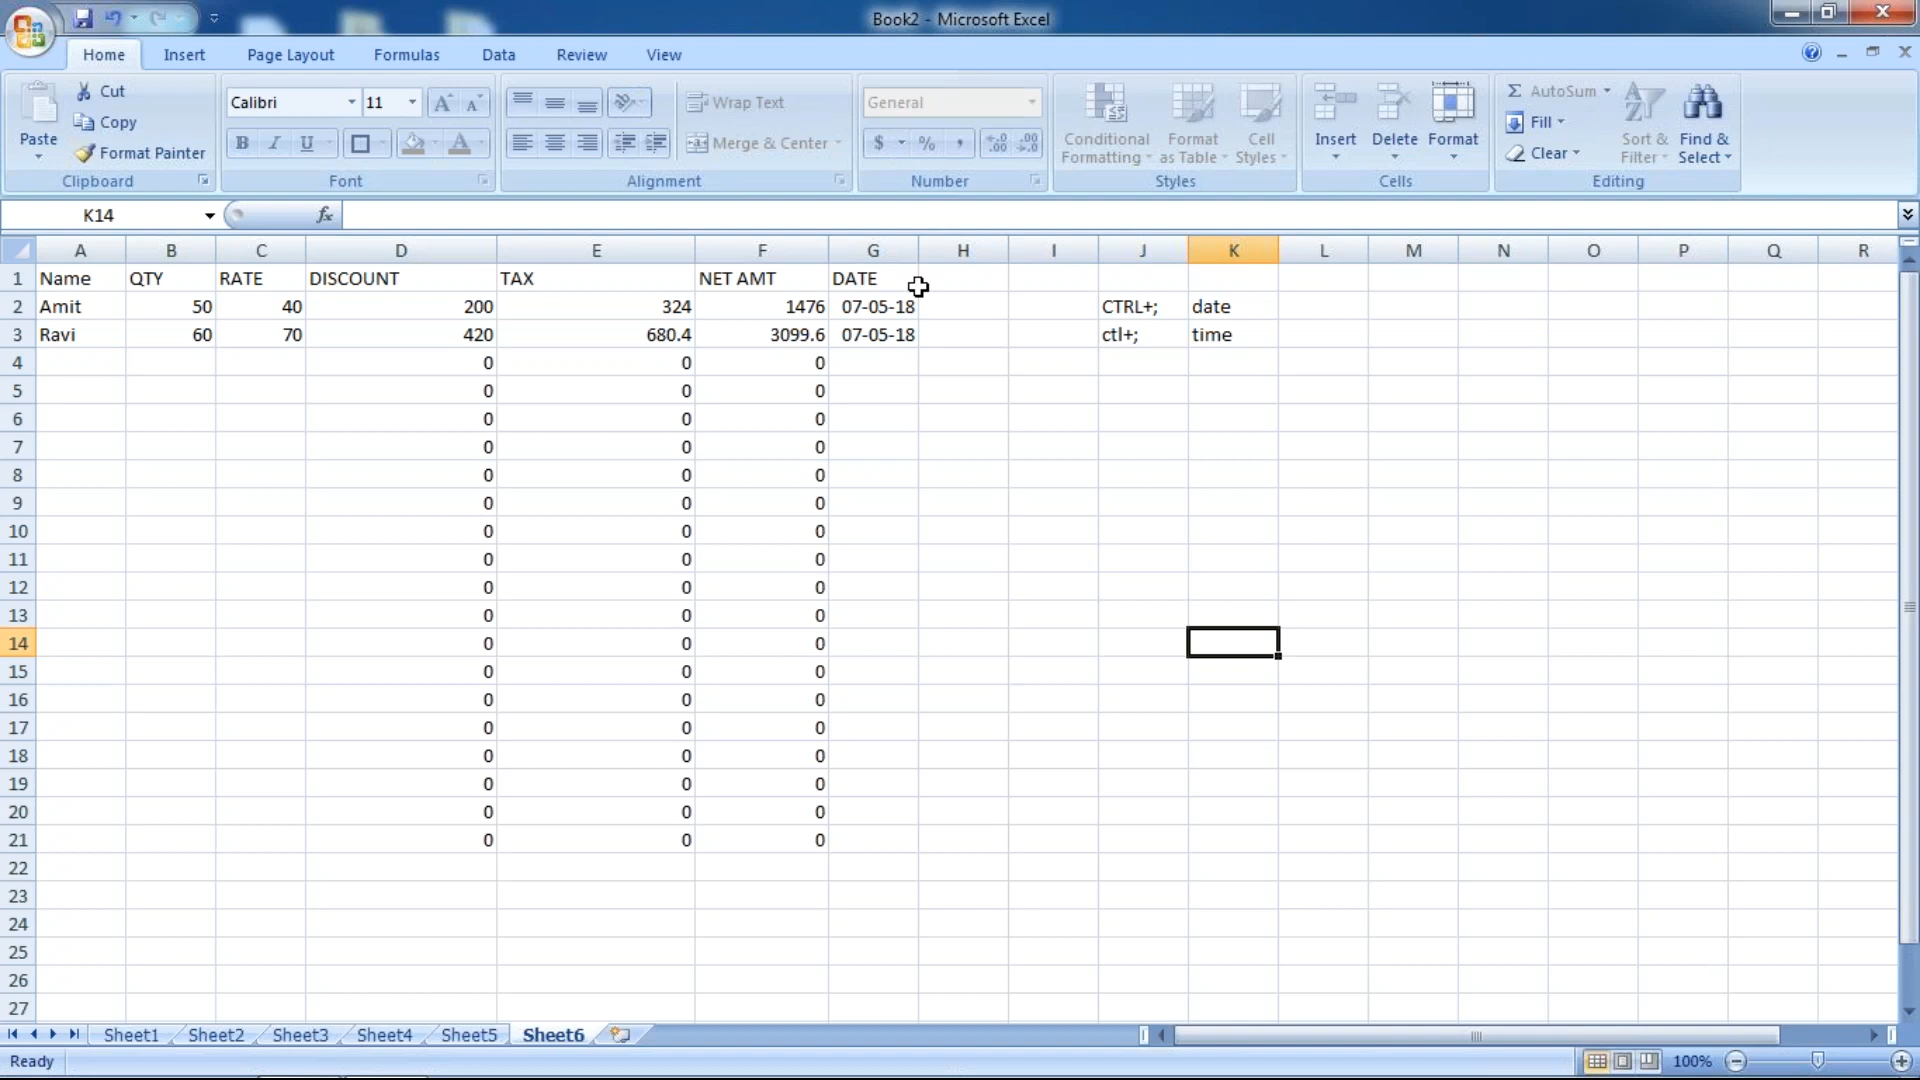 Book2 - Microsoft Excel
Home Insert Page Layout Formulas Data Review View
Paste
Cut
Copy
Format Painter
Clipboard
Calibri 11
B I U
Font
Wrap Text
Merge & Center
Alignment
General
$ % ,
Number
Conditional Formatting
Format as Table
Cell Styles
Styles
Insert Delete Format
Cells
Σ AutoSum
Fill
Clear
Sort & Filter
Find & Select
Editing
K14 fx
A B C D E F G H I J K L M N O P Q R
1 Name QTY RATE DISCOUNT TAX NET AMT DATE
2 Amit 50 40 200 324 1476 07-05-18 CTRL+; date
3 Ravi 60 70 420 680.4 3099.6 07-05-18 ctl+; time
4 0 0 0
5 0 0 0
6 0 0 0
7 0 0 0
8 0 0 0
9 0 0 0
10 0 0 0
11 0 0 0
12 0 0 0
13 0 0 0
14 0 0 0
15 0 0 0
16 0 0 0
17 0 0 0
18 0 0 0
19 0 0 0
20 0 0 0
21 0 0 0
22
23
24
25
26
27
Sheet1 Sheet2 Sheet3 Sheet4 Sheet5 Sheet6
Ready 100%